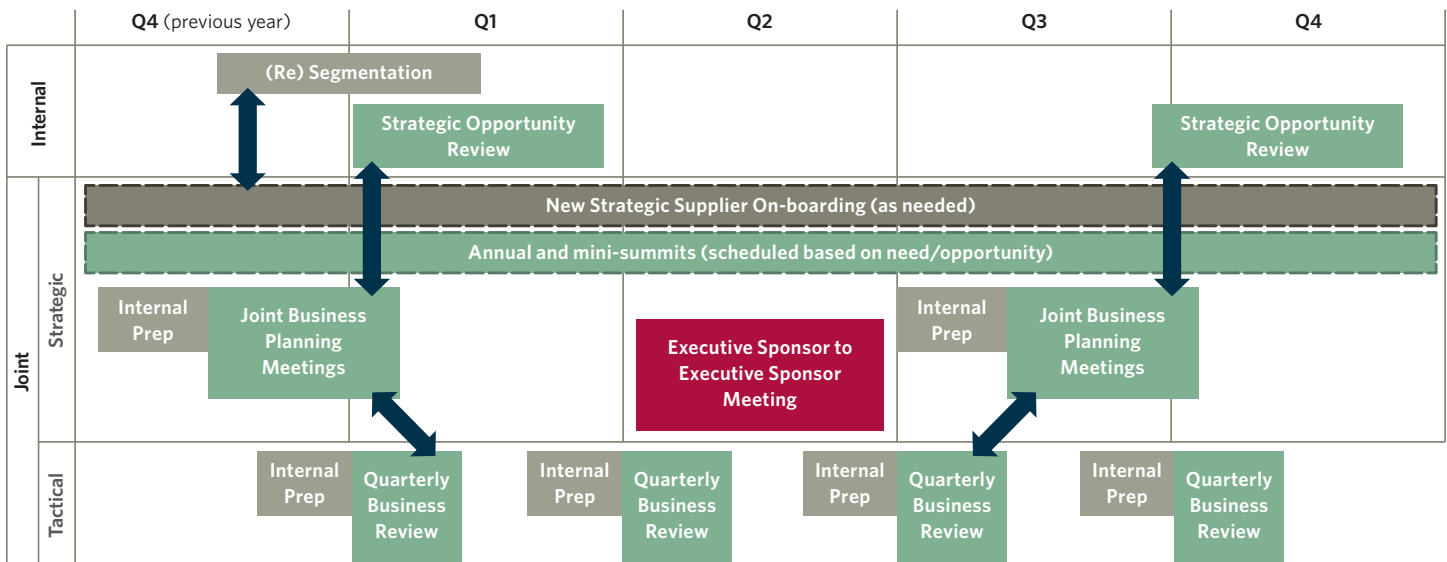 Q4 (previous year)
Q1
Q2
Q3
Q4
Internal
(Re) Segmentation
Strategic Opportunity
Review
Strategic Opportunity
Review
Joint
Strategic
New Strategic Supplier On-boarding (as needed)
Annual and mini-summits (scheduled based on need/opportunity)
Internal
Prep
Joint Business
Planning
Meetings
Executive Sponsor to
Executive Sponsor
Meeting
Internal
Prep
Joint Business
Planning
Meetings
Tactical
Internal
Prep
Quarterly
Business
Review
Internal
Prep
Quarterly
Business
Review
Internal
Prep
Quarterly
Business
Review
Internal
Prep
Quarterly
Business
Review